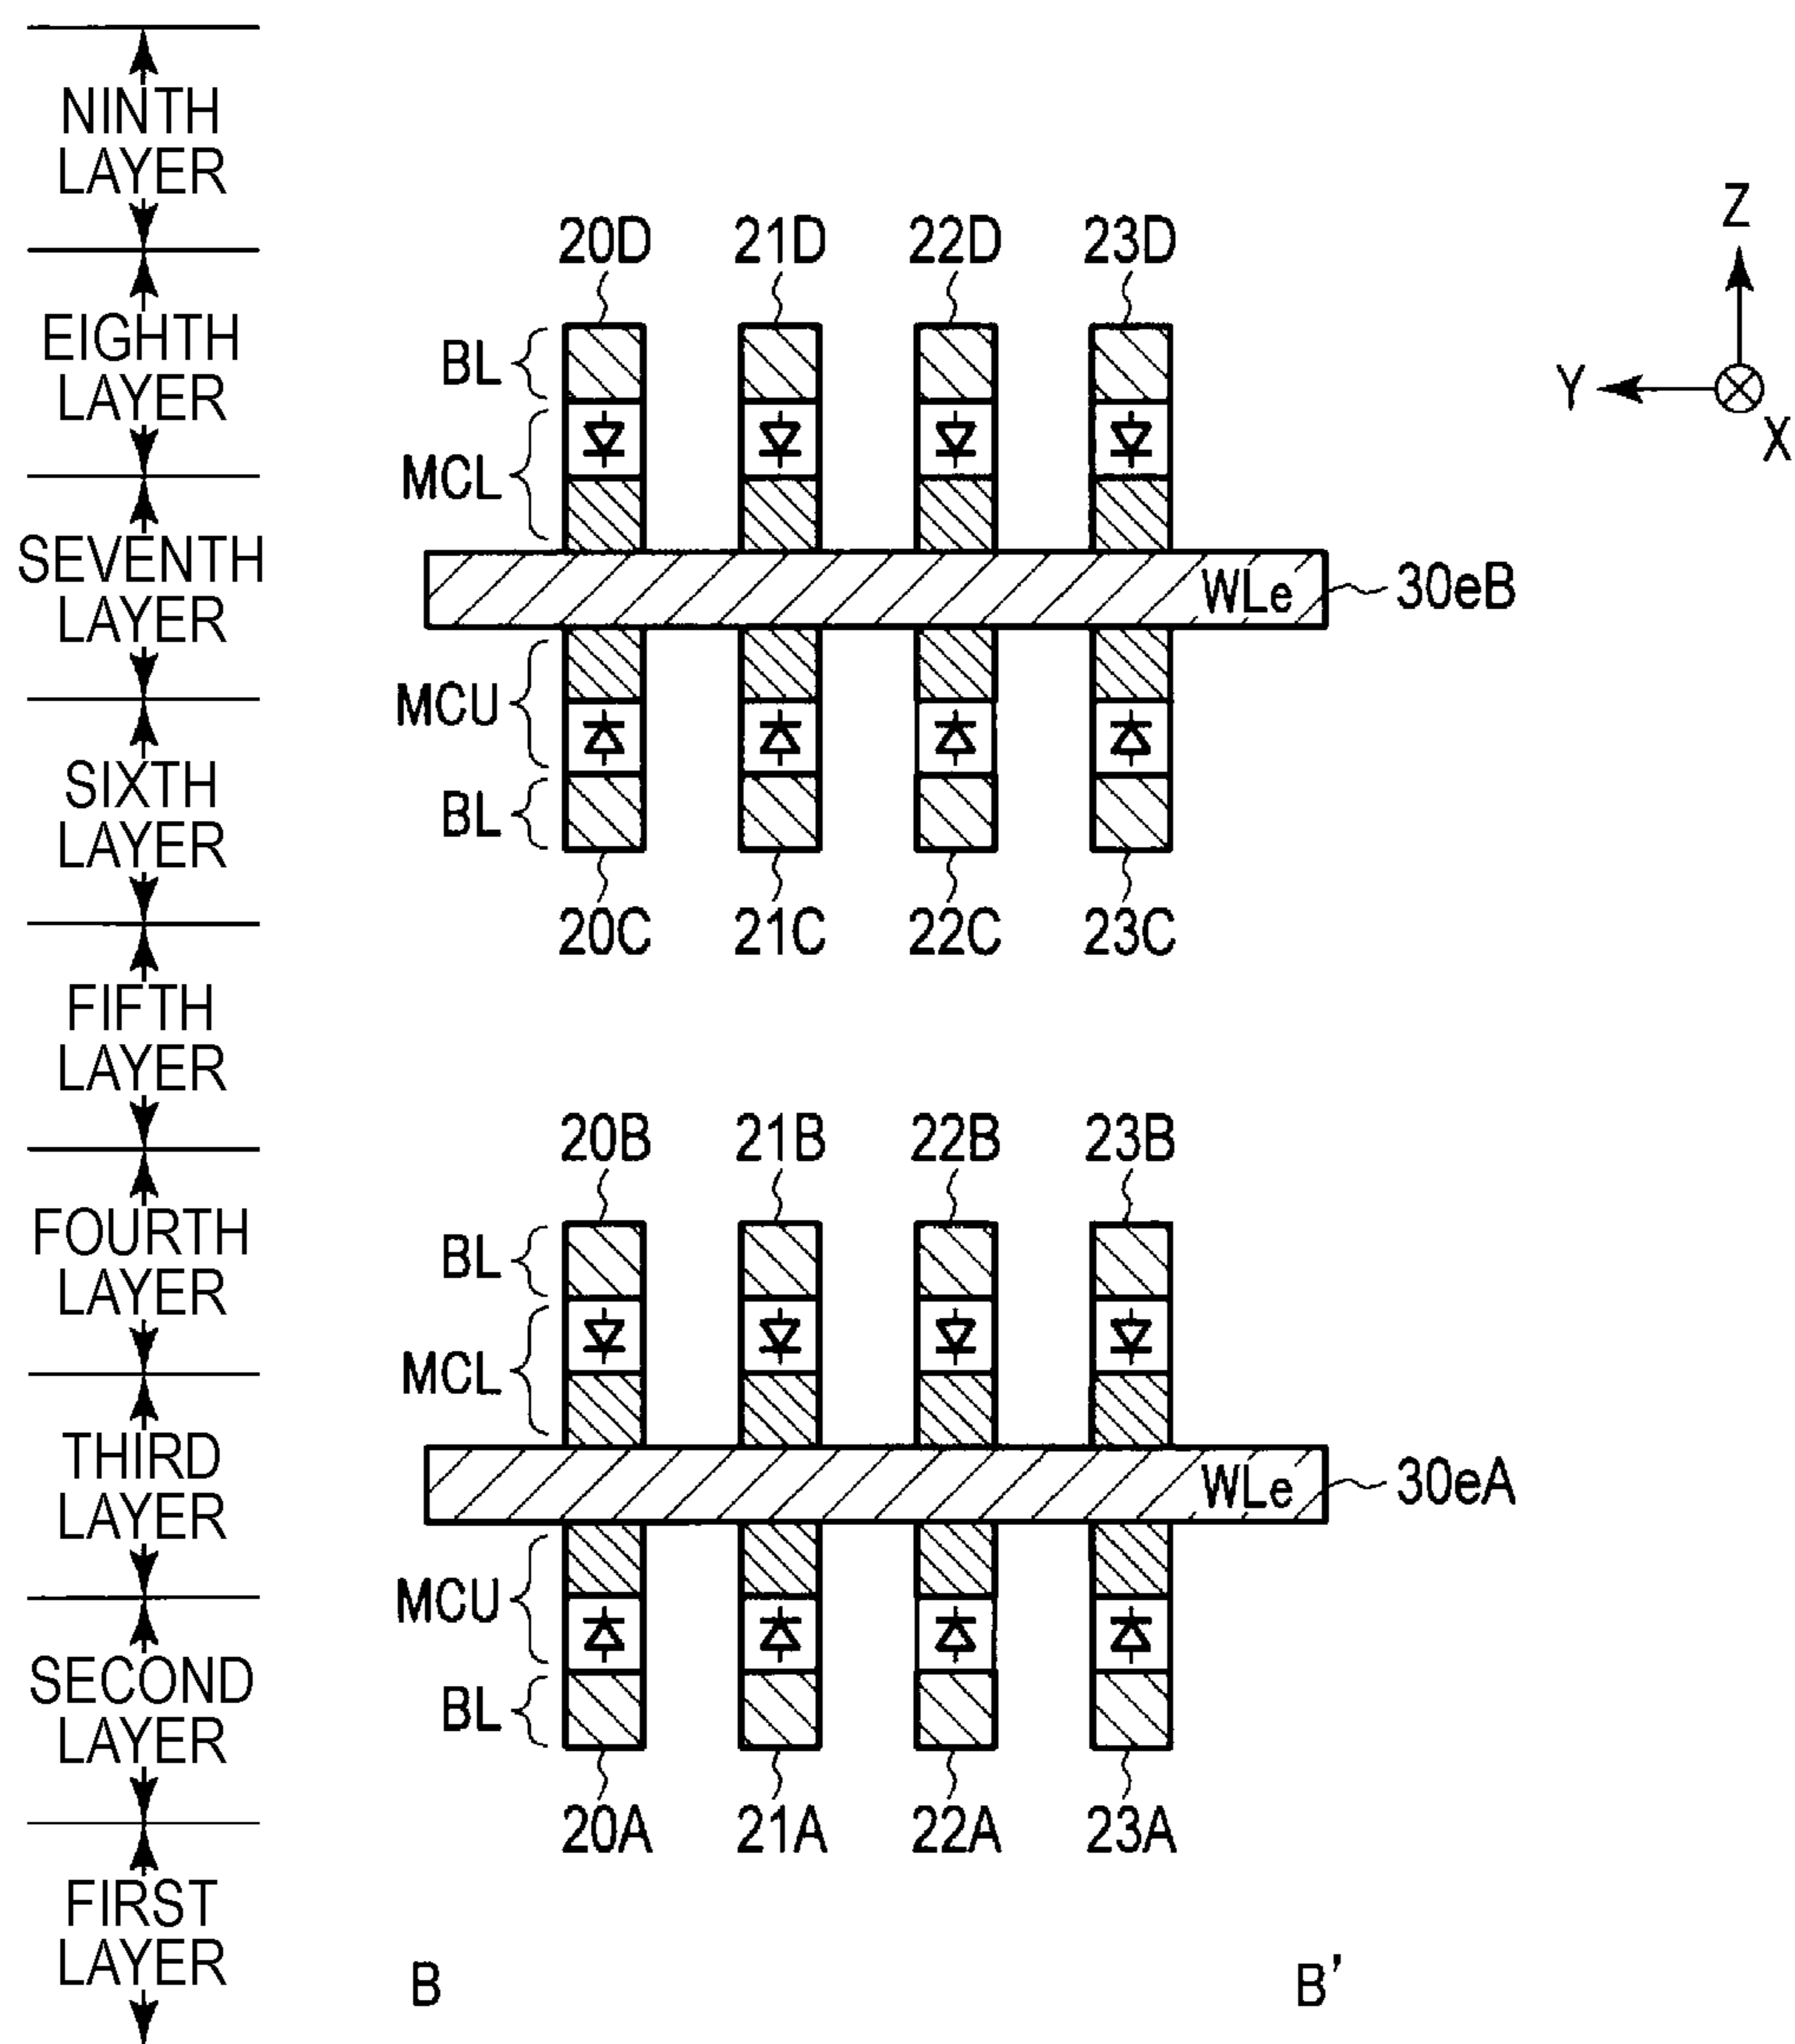 NINTH
LAYER
EIGHTH
LAYER
SEVENTH
LAYER
SIXTH
LAYER
FIFTH
LAYER
FOURTH
LAYER
THIRD
LAYER
SECOND
LAYER
FIRST
LAYER
20D 21D 22D 23D
BL
MCL
WLe 30eB
MCU
BL
20C 21C 22C 23C
20B 21B 22B 23B
BL
MCL
WLe 30eA
MCU
BL
20A 21A 22A 23A
B B'
Z
Y
X